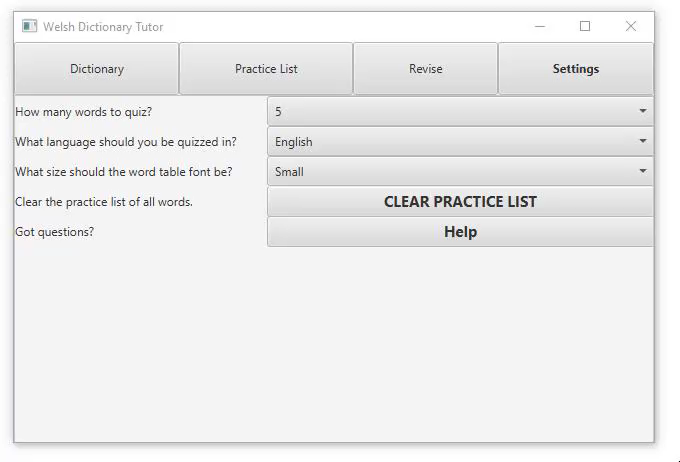 Welsh Dictionary Tutor
Dictionary Practice List Revise Settings
How many words to quiz? 5
What language should you be quizzed in? English
What size should the word table font be? Small
Clear the practice list of all words. CLEAR PRACTICE LIST
Got questions? Help